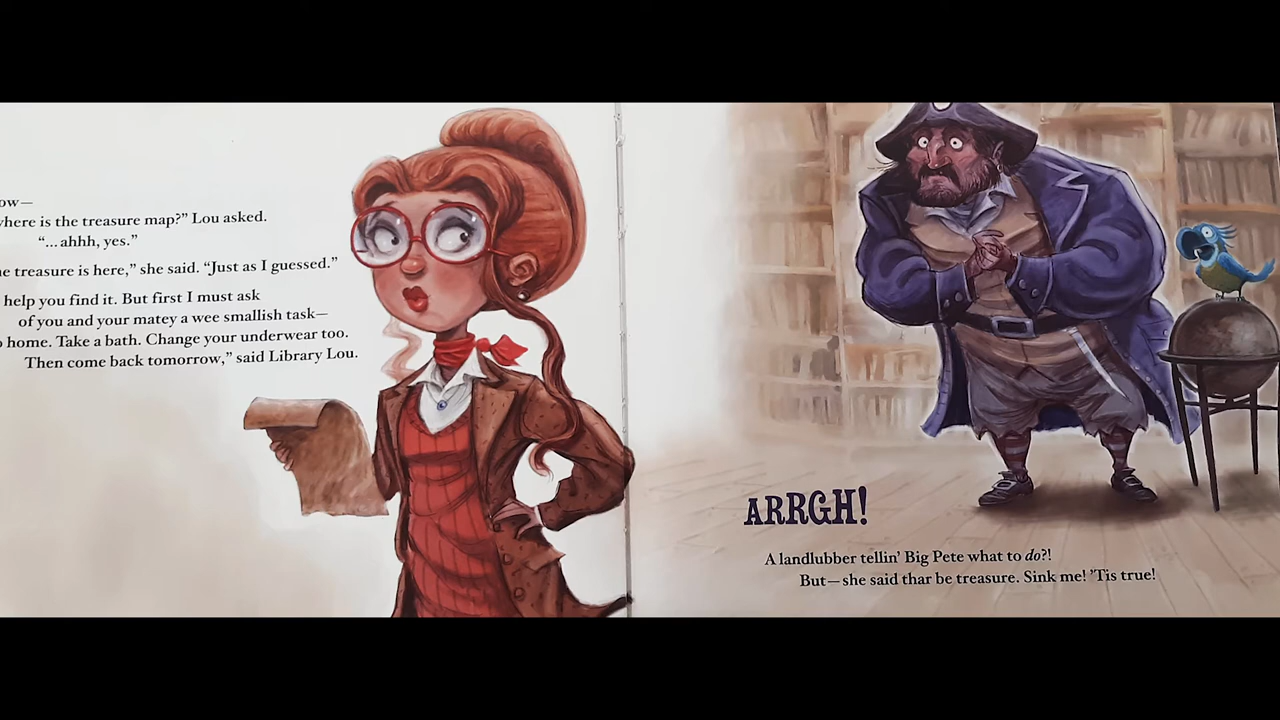 ow—
where is the treasure map?” Lou asked.
“...ahhh, yes.”
e treasure is here,” she said. “Just as I guessed.”
help you find it. But first I must ask
of you and your matey a wee smallish task—
o home. Take a bath. Change your underwear too.
Then come back tomorrow,” said Library Lou.
ARRGH!
A landlubber tellin’ Big Pete what to do?!
But—she said thar be treasure. Sink me! ’Tis true!